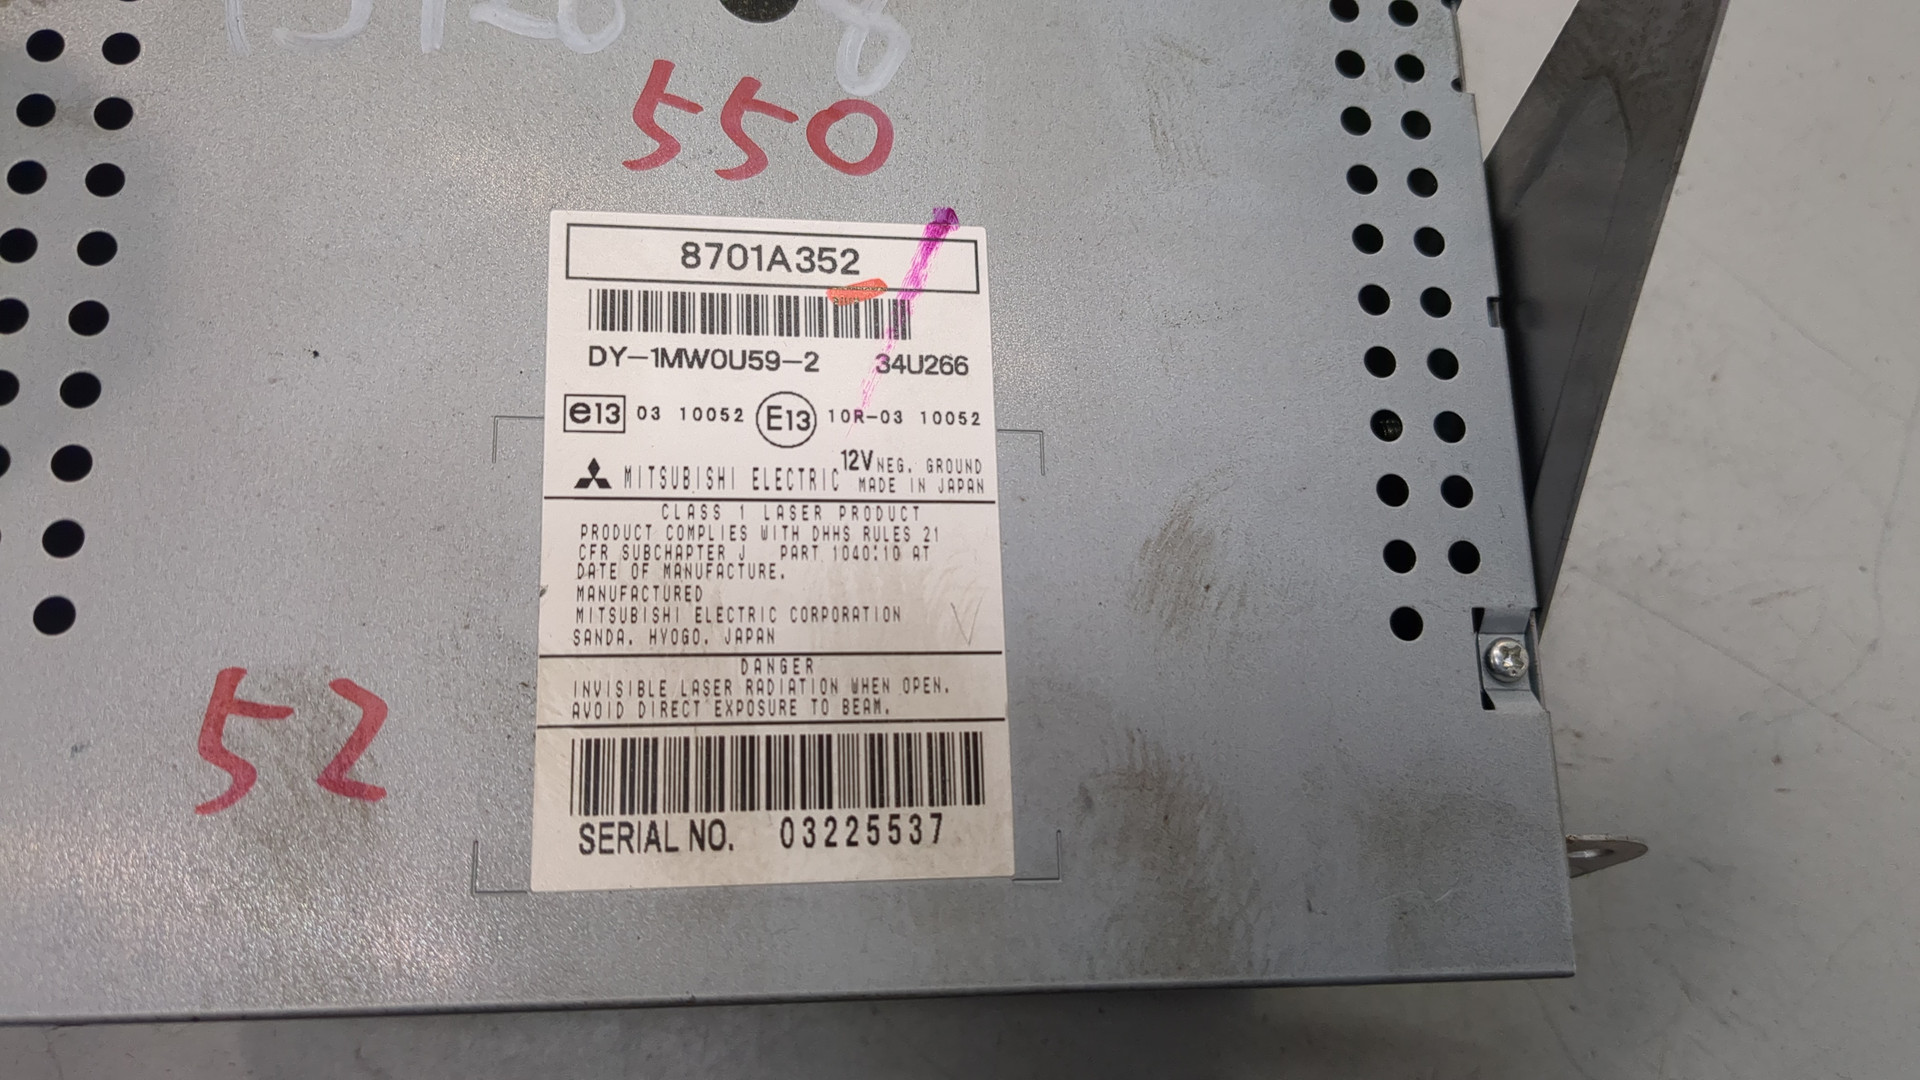 550
8701A352
DY-1MW0U59-2 34U266
e13 03 10052 E13 10R-03 10052
MITSUBISHI ELECTRIC 12V NEG. GROUND
MADE IN JAPAN
CLASS 1 LASER PRODUCT
PRODUCT COMPLIES WITH DHHS RULES 21
CFR SUBCHAPTER J PART 1040:10 AT
DATE OF MANUFACTURE.
MANUFACTURED
MITSUBISHI ELECTRIC CORPORATION
SANDA. HYOGO. JAPAN
DANGER
INVISIBLE LASER RADIATION WHEN OPEN.
AVOID DIRECT EXPOSURE TO BEAM.
52
SERIAL NO. 03225537